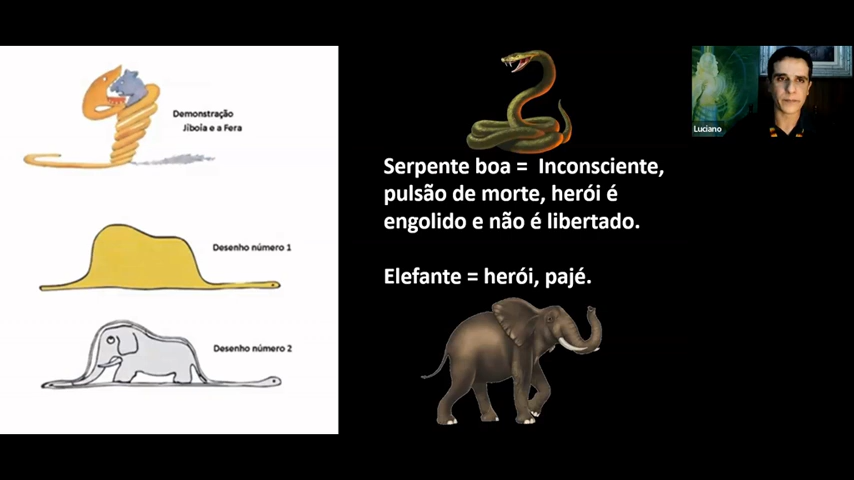 Demonstração
Jiboia e a Fera
Desenho número 1
Desenho número 2
Serpente boa = Inconsciente,
pulsão de morte, herói é
engolido e não é libertado.
Elefante = herói, pajé.
Luciano